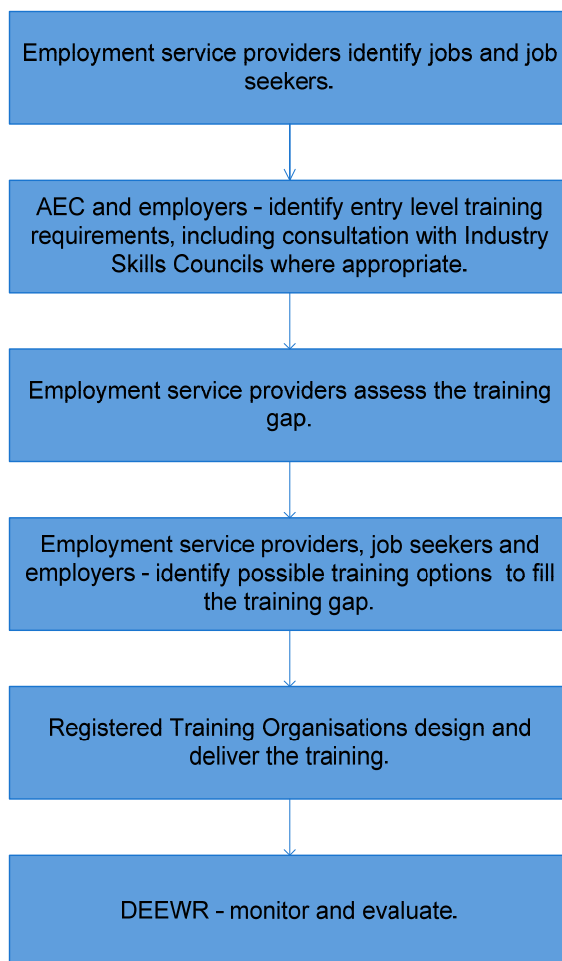 Employment service providers identify jobs and job
seekers.
AEC and employers - identify entry level training
requirements, including consultation with Industry
Skills Councils where appropriate.
Employment service providers assess the training
gap.
Employment service providers, job seekers and
employers - identify possible training options  to fill
the training gap.
Registered Training Organisations design and
deliver the training.
DEEWR - monitor and evaluate.